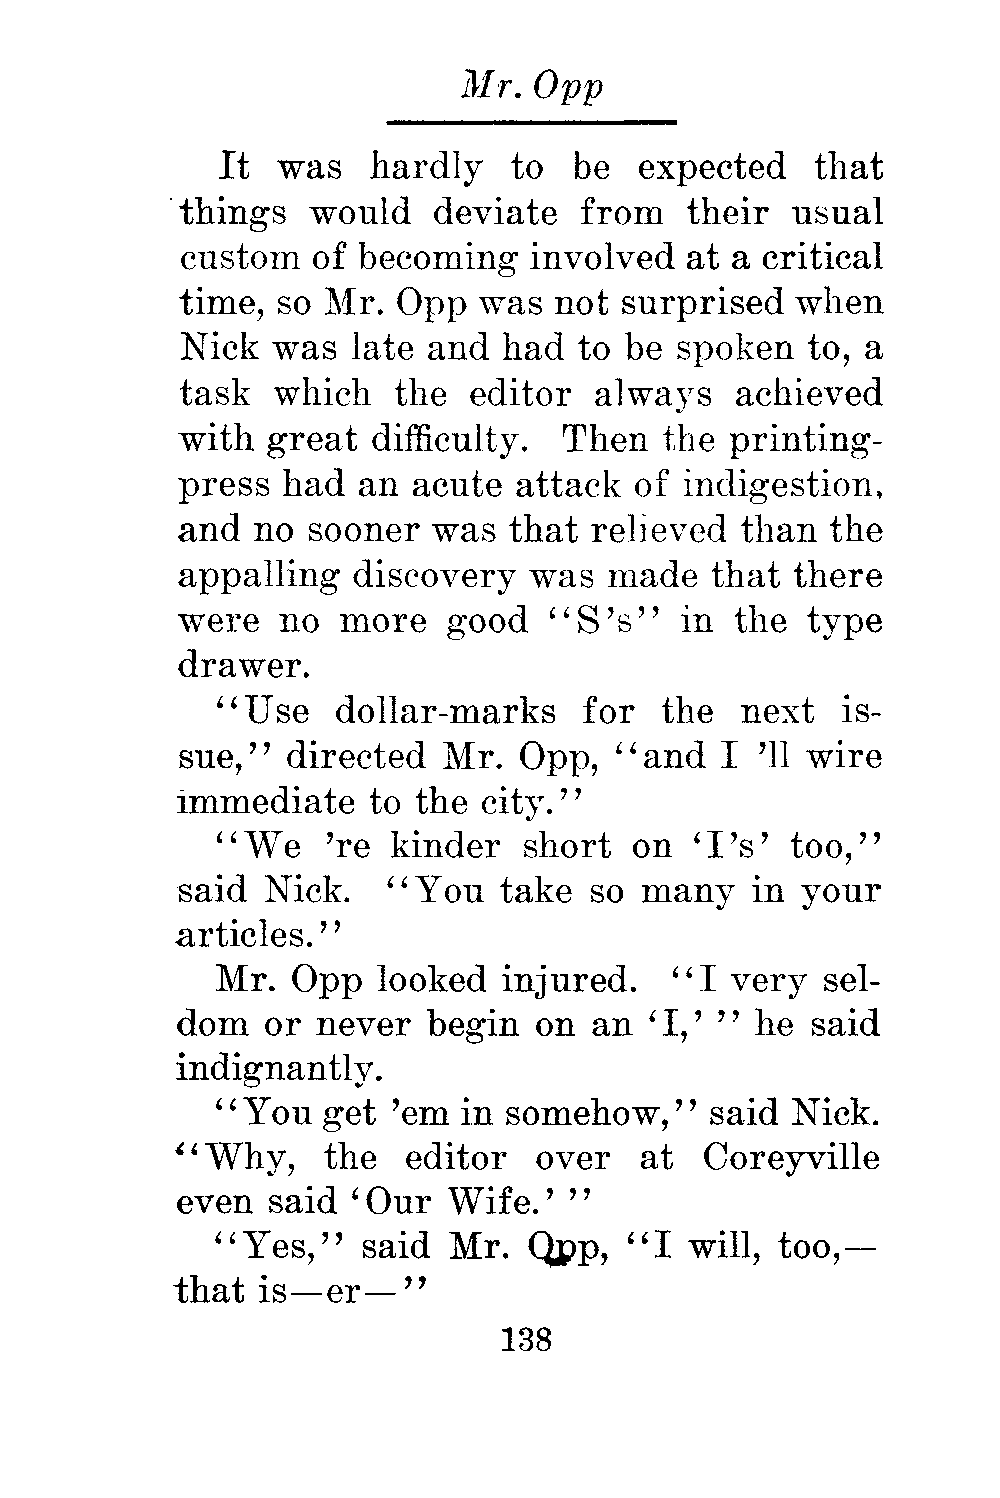 Mr. Opp
It was hardly to be expected that
things would deviate from their usual
custom of becoming involved at a critical
time, so Mr. Opp was not surprised when
Nick was late and had to be spoken to, a
task which the editor always achieved
with great difficulty. Then the printing-
press had an acute attack of indigestion,
and no sooner was that relieved than the
appalling discovery was made that there
were no more good "S's" in the type
drawer.
"Use dollar-marks for the next is-
sue," directed Mr. Opp, "and I 'll wire
immediate to the city."
"We 're kinder short on 'I's' too,"
said Nick. "You take so many in your
articles."
Mr. Opp looked injured. "I very sel-
dom or never begin on an 'I,' " he said
indignantly.
"You get 'em in somehow," said Nick.
"Why, the editor over at Coreyville
even said 'Our Wife.' "
"Yes," said Mr. Opp, "I will, too,—
that is—er—"
138